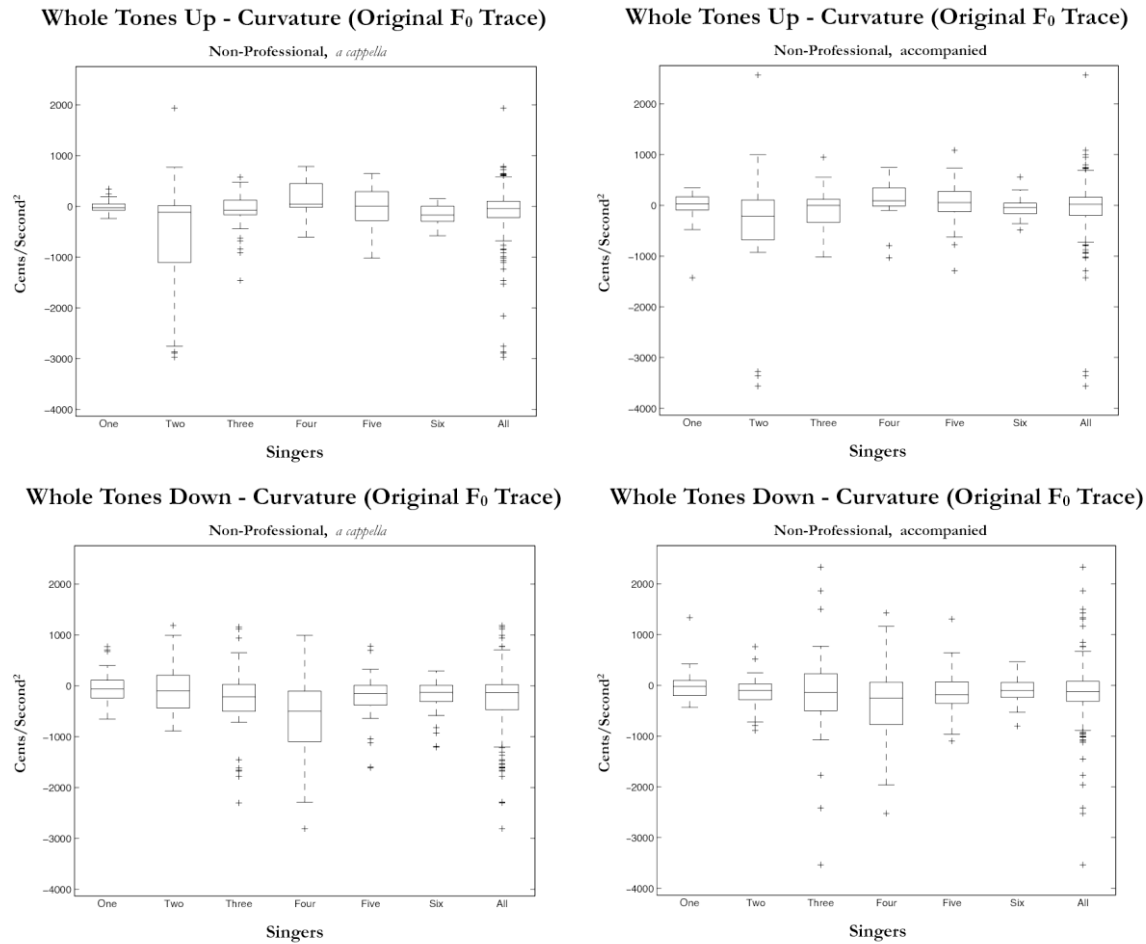 Whole Tones Up - Curvature (Original F₀ Trace)
Non-Professional, a cappella
Cents/Second²
2000
1000
0
−1000
−2000
−3000
−4000
One Two Three Four Five Six All
Singers
Whole Tones Up - Curvature (Original F₀ Trace)
Non-Professional, accompanied
Cents/Second²
2000
1000
0
−1000
−2000
−3000
−4000
One Two Three Four Five Six All
Singers
Whole Tones Down - Curvature (Original F₀ Trace)
Non-Professional, a cappella
Cents/Second²
2000
1000
0
−1000
−2000
−3000
−4000
One Two Three Four Five Six All
Singers
Whole Tones Down - Curvature (Original F₀ Trace)
Non-Professional, accompanied
Cents/Second²
2000
1000
0
−1000
−2000
−3000
−4000
One Two Three Four Five Six All
Singers